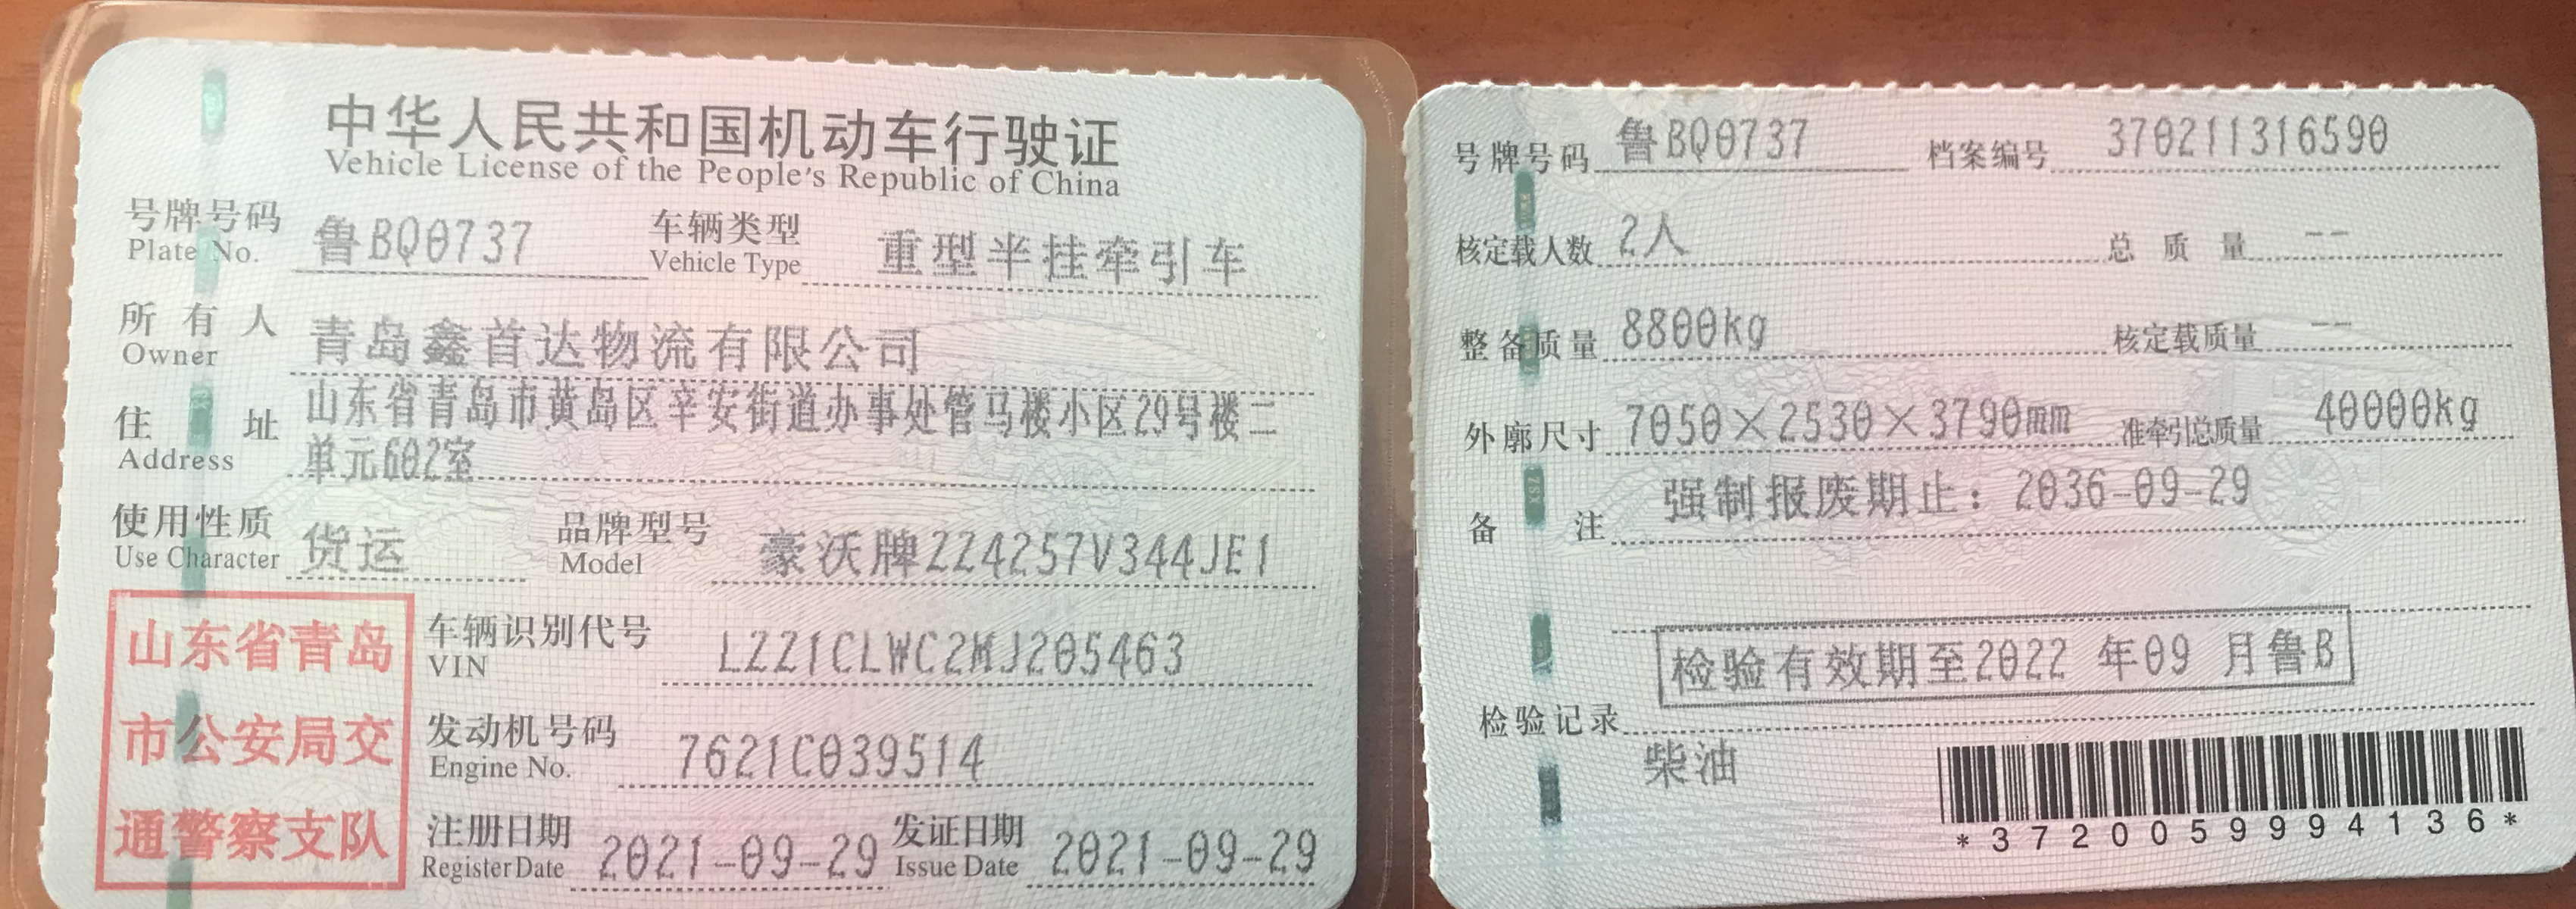 中华人民共和国机动车行驶证
Vehicle License of the People's Republic of China
号牌号码 鲁BQ0737 车辆类型 重型半挂牵引车
Plate No. Vehicle Type
所有人 青岛鑫首达物流有限公司
Owner
住址 山东省青岛市黄岛区辛安街道办事处管马楼小区29号楼二
单元602室
Address
使用性质 货运 品牌型号 豪沃牌ZZ4257V344JE1
Use Character Model
山东省青岛
市公安局交
通警察支队
车辆识别代号 LZZ1CLWC2MJ205463
VIN
发动机号码 7621C039514
Engine No.
注册日期 2021-09-29 发证日期 2021-09-29
Register Date Issue Date
号牌号码 鲁BQ0737 档案编号 370211316590
核定载人数 2人 总质量 --
整备质量 8800kg 核定载质量 --
外廓尺寸 7050×2530×3790mm 准牵引总质量 40000kg
备注 强制报废期止：2036-09-29
检验有效期至2022 年09 月鲁B
检验记录
柴油
*3720059994136*